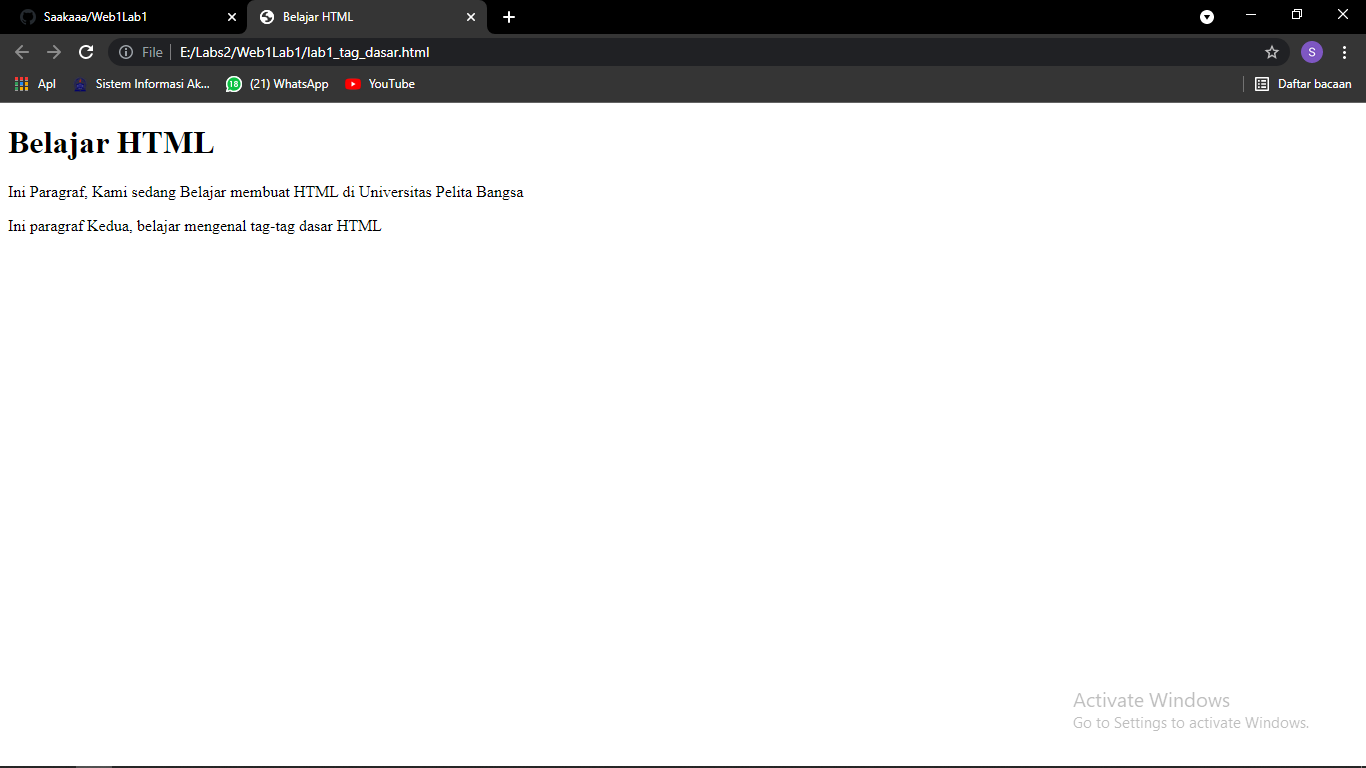 Saakaaa/Web1Lab1
Belajar HTML
File
E:/Labs2/Web1Lab1/lab1_tag_dasar.html
S
Apl
Sistem Informasi Ak...
18
(21) WhatsApp
YouTube
Daftar bacaan
Belajar HTML
Ini Paragraf, Kami sedang Belajar membuat HTML di Universitas Pelita Bangsa
Ini paragraf Kedua, belajar mengenal tag-tag dasar HTML
Activate Windows
Go to Settings to activate Windows.